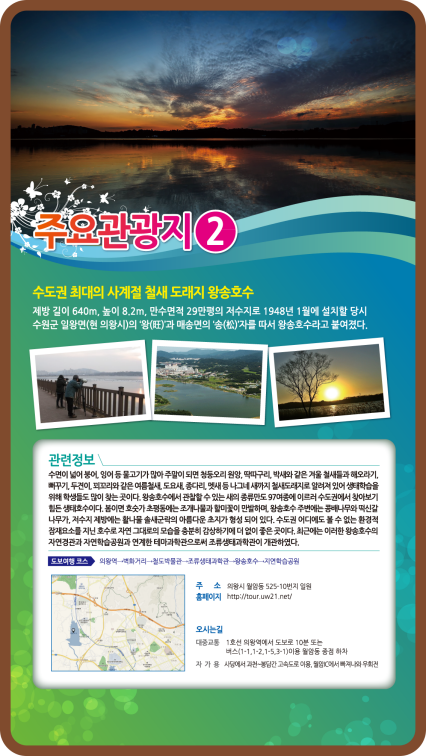 주요관광지 2
수도권 최대의 사계절 철새 도래지 왕송호수
제방 길이 640m, 높이 8.2m, 만수면적 29만평의 저수지로 1948년 1월에 설치할 당시
수원군 일왕면(현 의왕시)의 '왕(旺)'과 매송면의 '송(松)'자를 따서 왕송호수라고 붙여졌다.
관련정보
수면이 넓어 붕어, 잉어 등 물고기가 많아 주말이 되면 청둥오리 원앙, 딱따구리, 박새와 같은 겨울 철새들과 해오라기,
뻐꾸기, 두견이, 꾀꼬리와 같은 여름철새, 도요새, 종다리, 멧새 등 나그네 새까지 철새도래지로 알려져 있어 생태학습을
위해 학생들도 많이 찾는 곳이다. 왕송호수에서 관찰할 수 있는 새의 종류만도 97여종에 이르러 수도권에서 찾아보기
힘든 생태호수이다. 봄이면 호숫가 초평동에는 조개나물과 할미꽃이 만발하며, 왕송호수 주변에는 콩배나무와 떡신갈
나무가, 저수지 제방에는 활나물 솔새군락의 아름다운 초지가 형성 되어 있다. 수도권 어디에도 볼 수 없는 환경적
잠재요소를 지닌 호수로 자연 그대로의 모습을 충분히 감상하기에 더 없이 좋은 곳이다. 최근에는 이러한 왕송호수의
자연경관과 자연학습공원과 연계한 테마과학관으로써 조류생태과학관이 개관하였다.
도보여행 코스 의왕역→벽화거리→철도박물관→조류생태과학관→왕송호수→자연학습공원
주 소 의왕시 월암동 525-10번지 일원
홈페이지 http://tour.uw21.net/
오시는길
대중교통 1호선 의왕역에서 도보로 10분 또는
버스(1-1,1-2,1-5,3-1)이용 월암동 종점 하차
자 가 용 사당에서 과천~봉담간 고속도로 이용, 월암IC에서 빠져나와 우회전